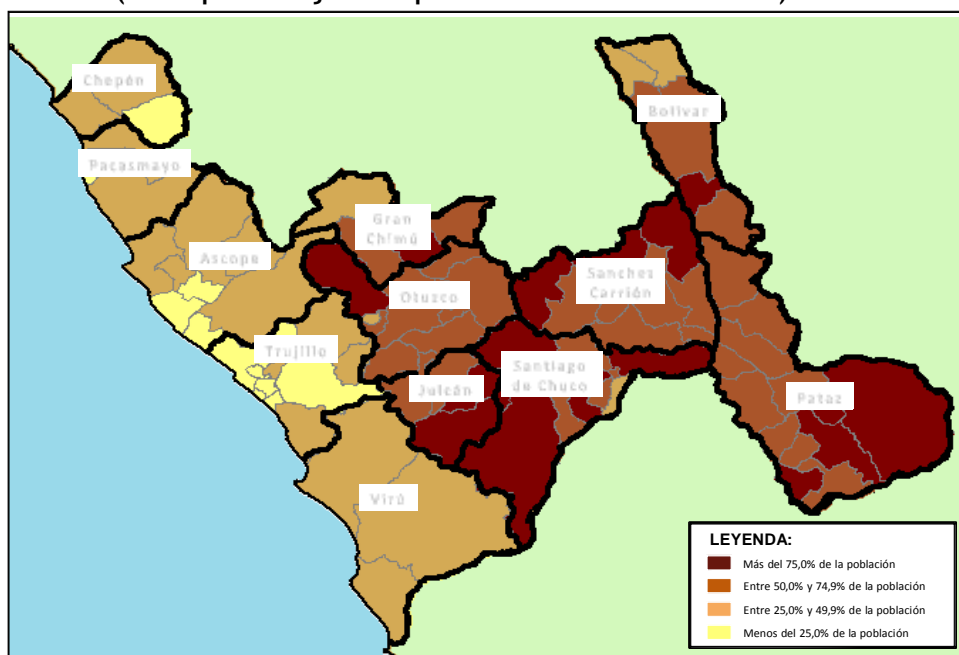 Chepén
Bolívar
Pacasmayo
Gran
Chimú
Ascope
Sanches
Carrión
Otuzco
Trujillo
Santiago
de Chuco
Julcán
Pataz
Virú
LEYENDA:
Más del 75,0% de la población
Entre 50,0% y 74,9% de la población
Entre 25,0% y 49,9% de la población
Menos del 25,0% de la población